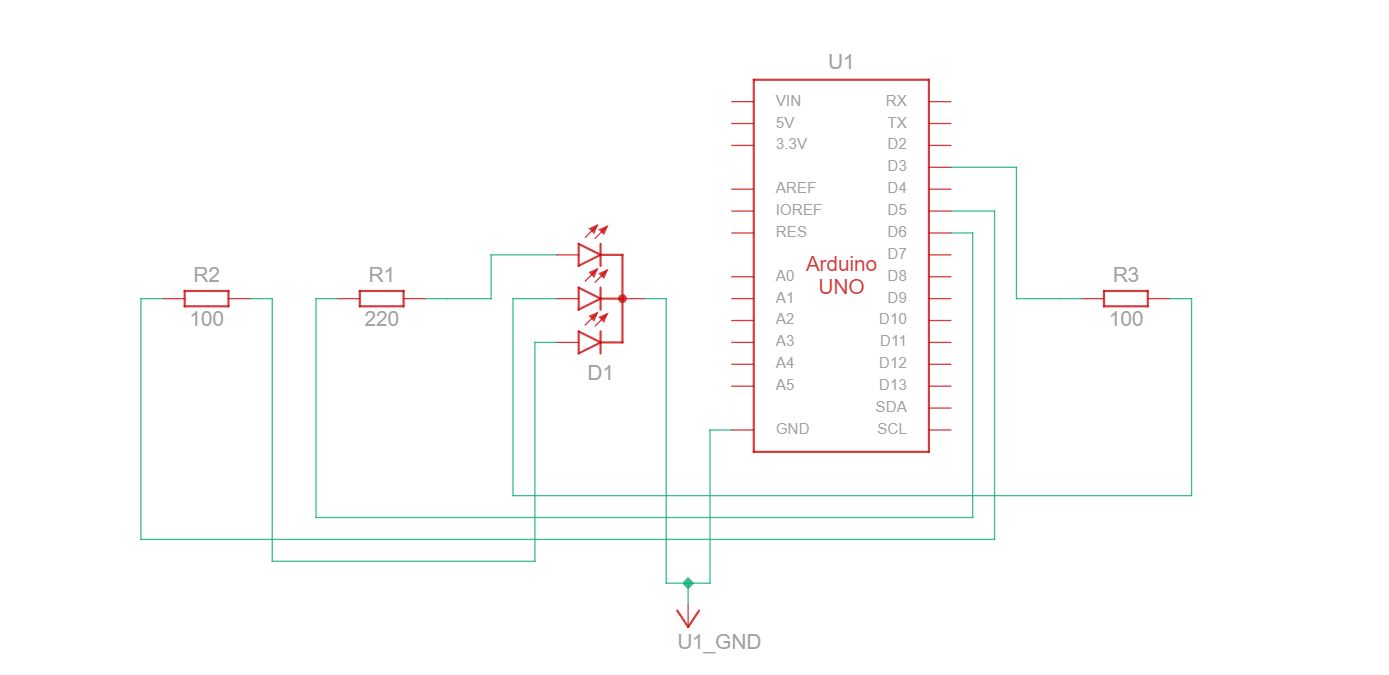 U1
VIN RX
5V TX
3.3V D2
D3
AREF D4
IOREF D5
RES D6
D7
Arduino
UNO
A0 D8
A1 D9
A2 D10
A3 D11
A4 D12
A5 D13
SDA
GND SCL
R2
100
R1
220
D1
R3
100
U1_GND